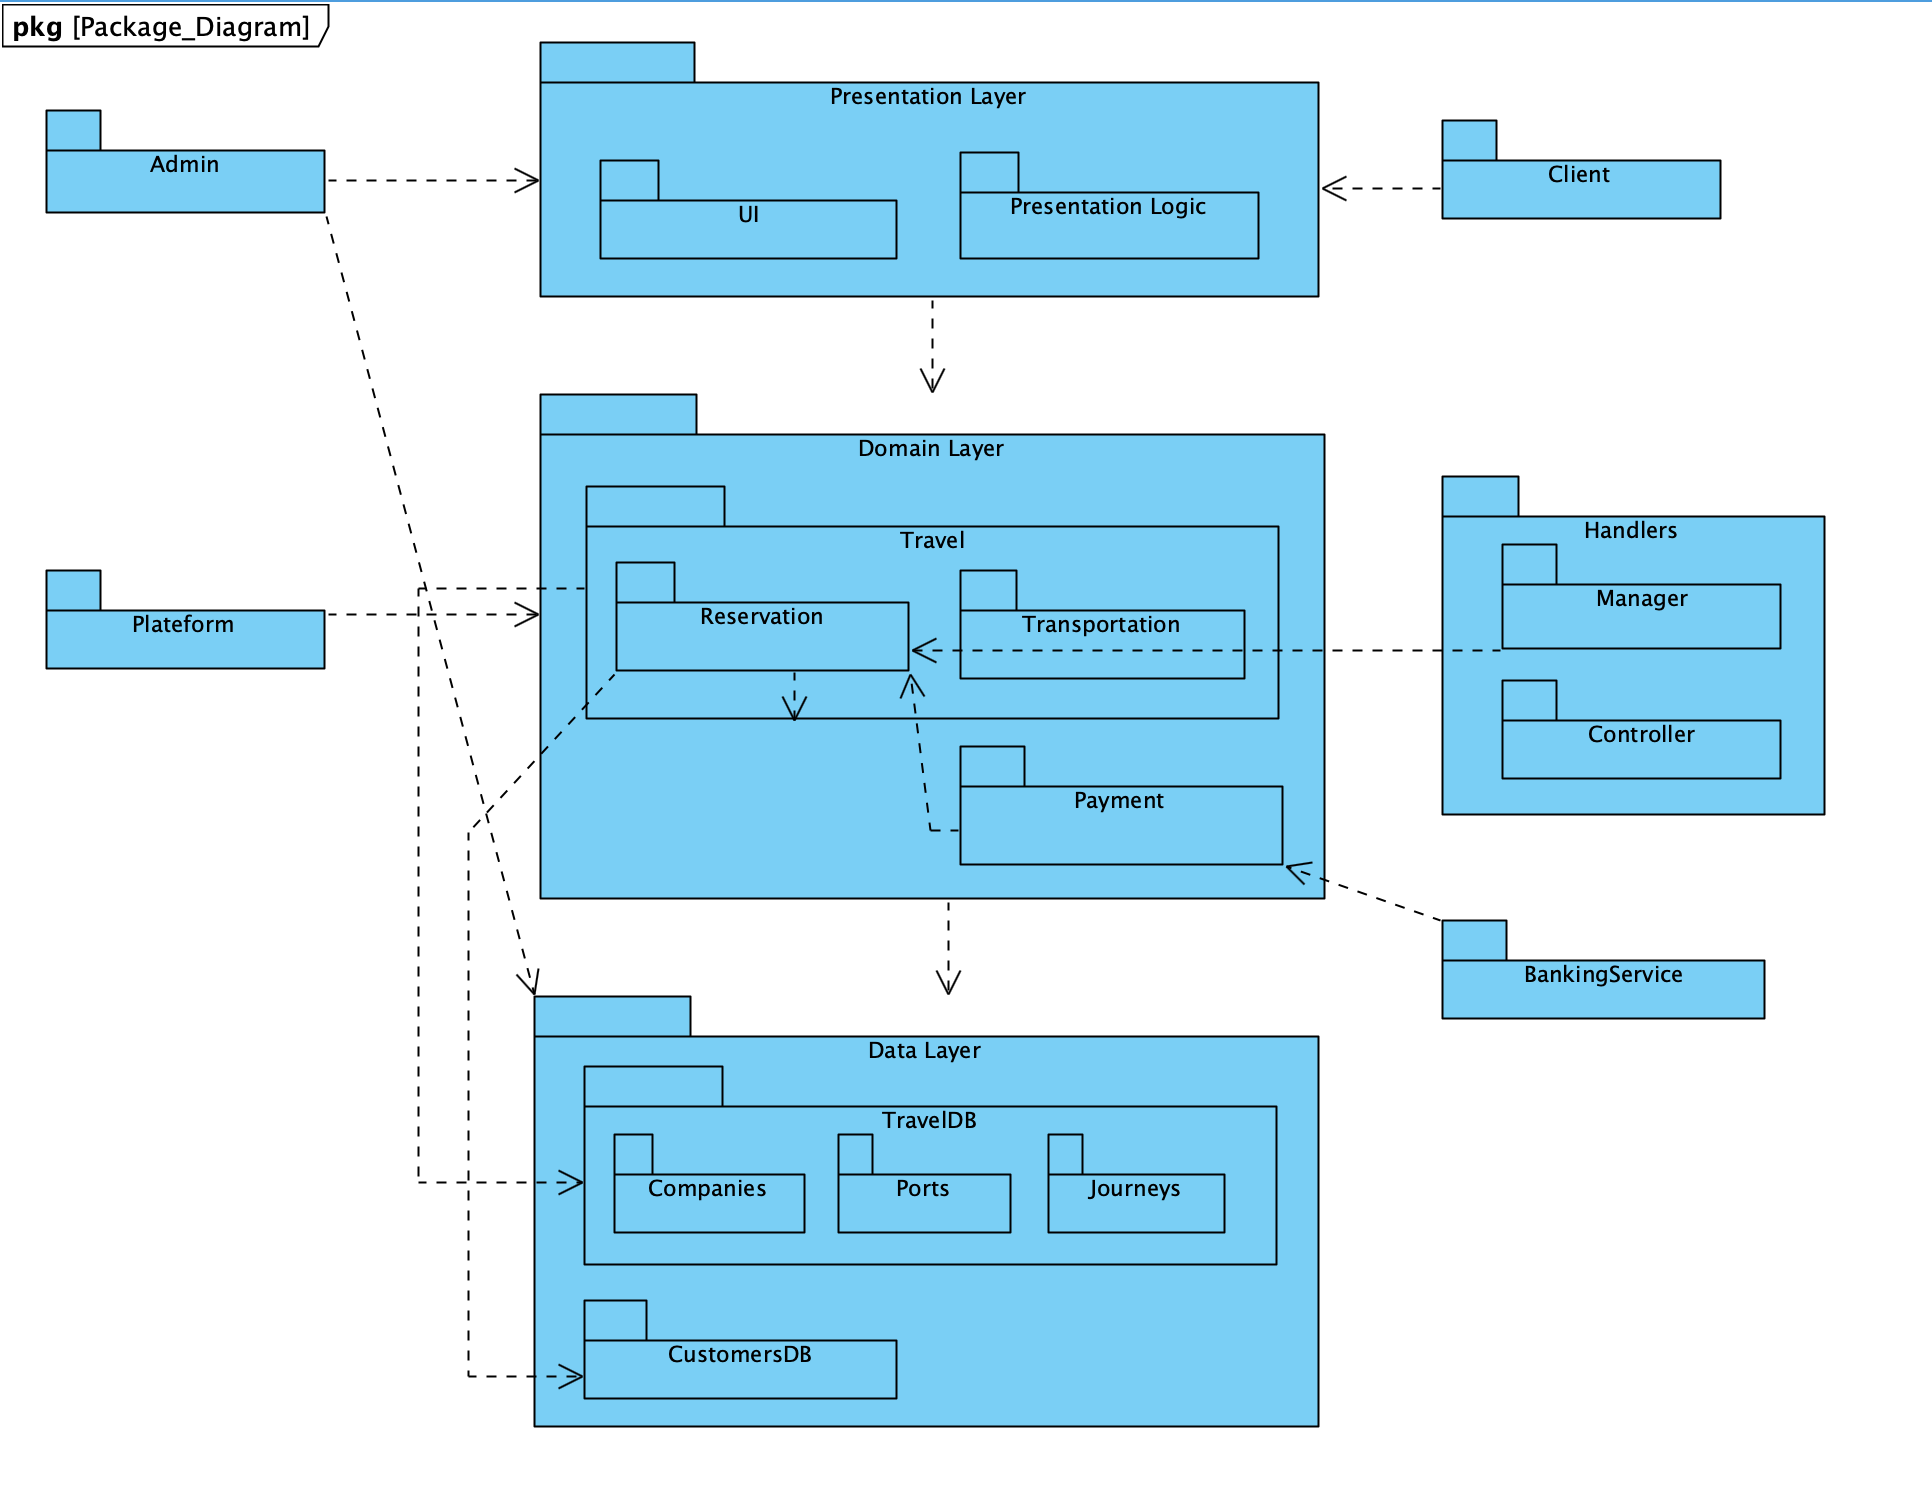 pkg [Package_Diagram]
Presentation Layer
Admin
Client
UI
Presentation Logic
Domain Layer
Travel
Handlers
Manager
Plateform
Reservation
Transportation
Controller
Payment
BankingService
Data Layer
TravelDB
Companies
Ports
Journeys
CustomersDB